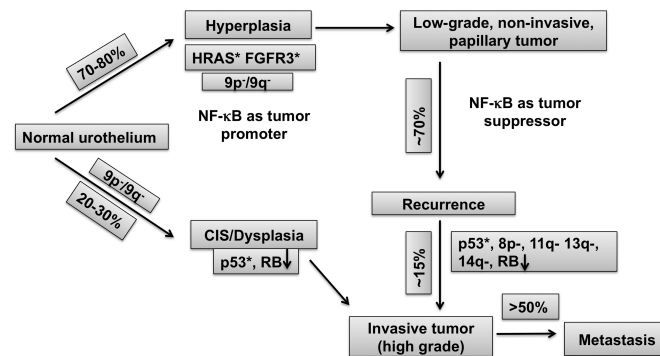 Hyperplasia
Low-grade, non-invasive,
papillary tumor
70-80%
HRAS* FGFR3*
9p⁻/9q⁻
NF-κB as tumor
promoter
NF-κB as tumor
suppressor
~70%
Normal urothelium
9p⁻/9q⁻
20-30%
Recurrence
CIS/Dysplasia
p53*, RB↓
~15%
p53*, 8p-, 11q- 13q-,
14q-, RB↓
>50%
Invasive tumor
(high grade)
Metastasis